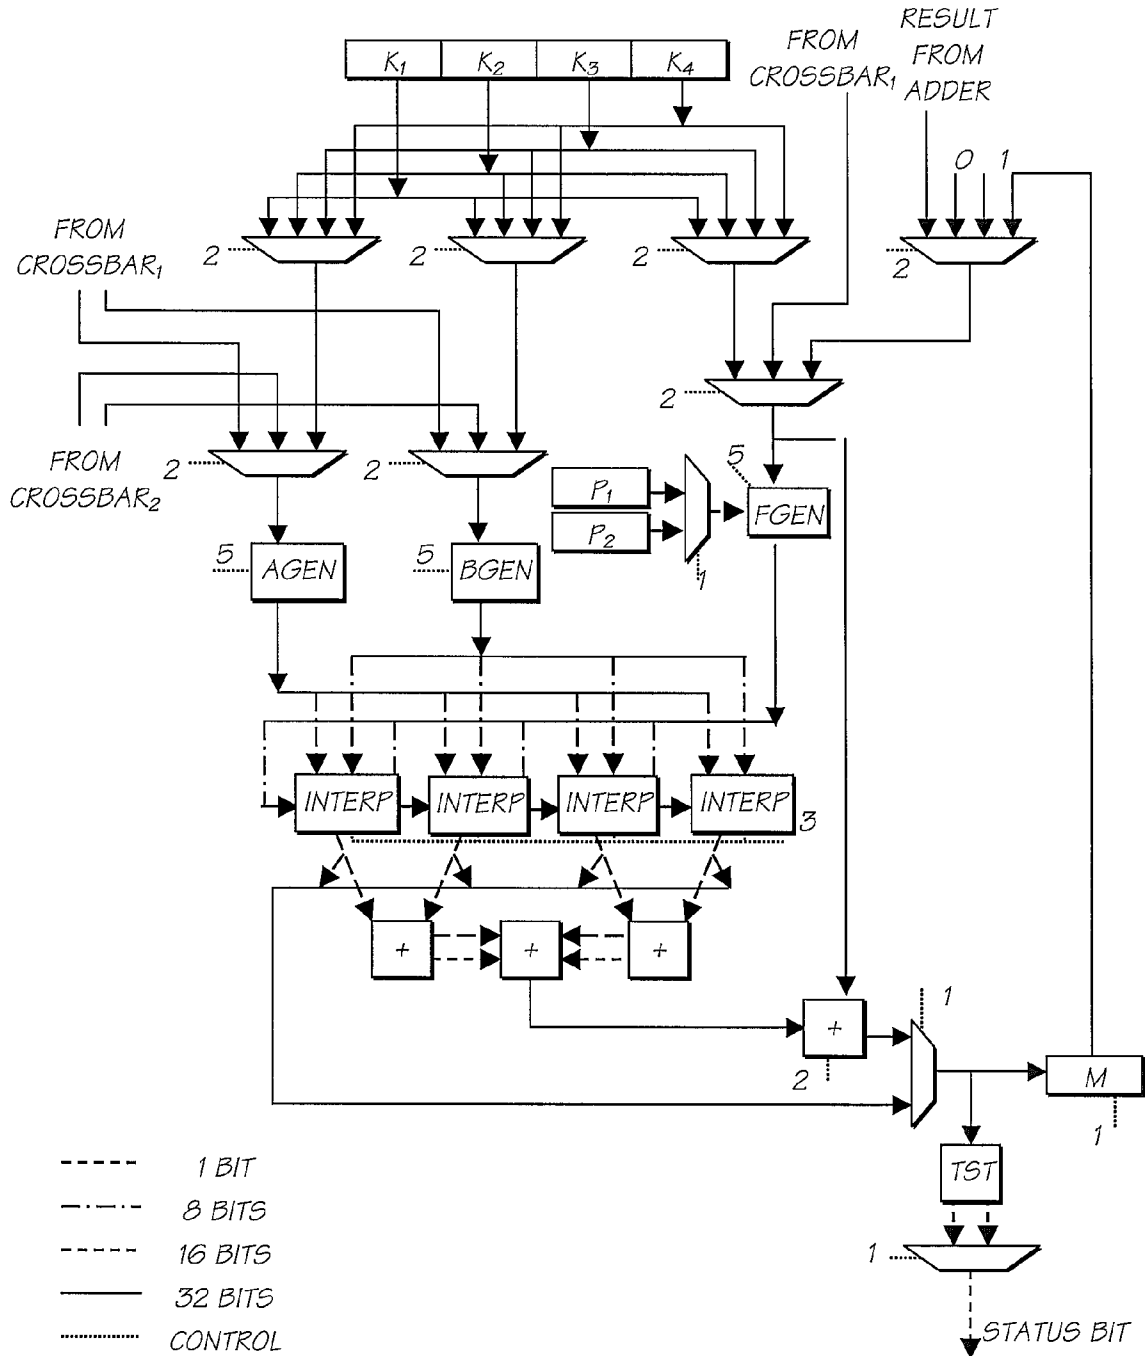 RESULT
FROM
ADDER
FROM
CROSSBAR1
K1 K2 K3 K4
0 1
FROM
CROSSBAR1
2 2 2 2
2
FROM
CROSSBAR2
2 2
P1
P2
5
FGEN
1
5 AGEN
5 BGEN
INTERP INTERP INTERP INTERP
3
+ + +
+
2
1
M
1
TST
1
STATUS BIT
1 BIT
8 BITS
16 BITS
32 BITS
CONTROL